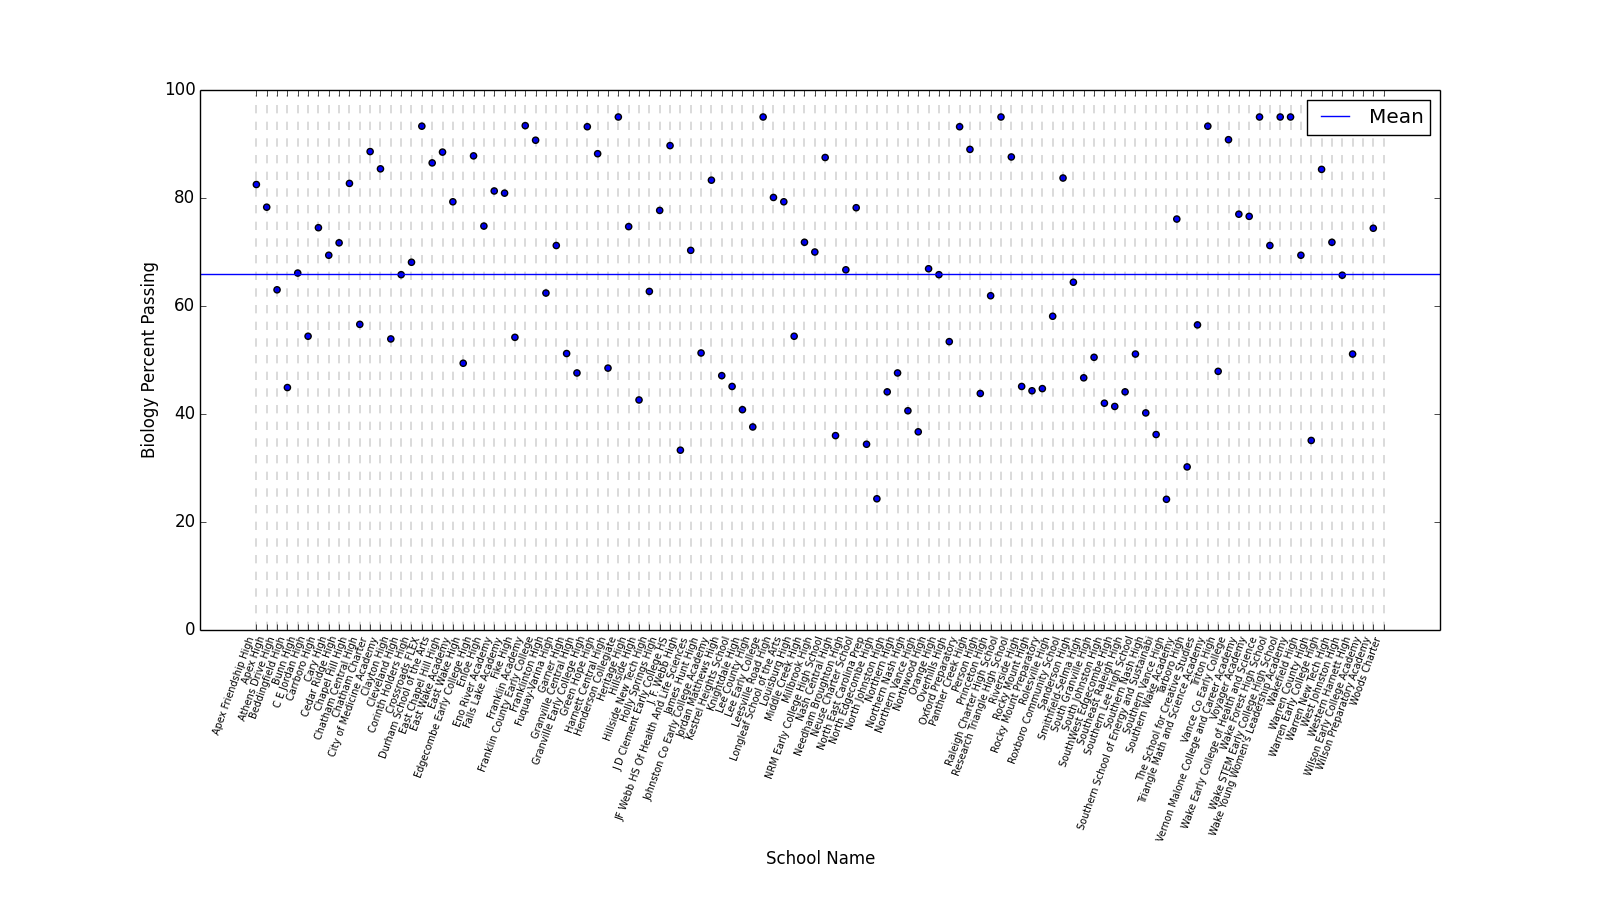 100
Mean
80
60
40
20
0
Biology Percent Passing
Apex Friendship High
Apex High
Athens Drive High
Beddingfield High
Bunn High
C E Jordan High
Carrboro High
Cary High
Cedar Ridge High
Chapel Hill High
Chatham Central High
Chatham Charter
City of Medicine Academy
Clayton High
Cleveland High
Corinth Holders High
Crossroads FLEX
Durham School of the Arts
East Chapel Hill High
East Wake Academy
East Wake High
Edgecombe Early College High
Enloe High
Eno River Academy
Falls Lake Academy
Fike High
Franklin Academy
Franklin County Early College
Franklinton High
Fuquay-Varina High
Garner High
Granville Central High
Granville Early College High
Green Hope High
Harnett Central High
Henderson Collegiate
Heritage High
Hillside High
Hillside New Tech High
Holly Springs High
J D Clement Early College HS
J F Webb High
JF Webb HS Of Health And Life Sciences
James Hunt High
Johnston Co Early College Academy
Jordan Matthews High
Kestrel Heights School
Knightdale High
Lee County High
Lee Early College
Leesville Road High
Longleaf School of the Arts
Louisburg High
Middle Creek High
Millbrook High
NRM Early College High School
Nash Central High
Needham Broughton High
Neuse Charter School
North East Carolina Prep
North Edgecombe High
North Johnston High
Northern High
Northern Nash High
Northern Vance High
Northwood High
Orange High
Overhills High
Oxford Preparatory
Panther Creek High
Person High
Princeton High
Raleigh Charter High School
Research Triangle High School
Riverside High
Rocky Mount High
Rocky Mount Preparatory
Rolesville High
Roxboro Community School
Sanderson High
Smithfield-Selma High
South Granville High
South Johnston High
SouthWest Edgecombe High
Southeast Raleigh High
Southern Lee High School
Southern Nash High
Southern School of Energy and Sustainabi
Southern Vance High
Southern Wake Academy
Tarboro High
The School for Creative Studies
Triangle Math and Science Academy
Triton High
Vance Co Early College
Vernon Malone College and Career Academy
Voyager Academy
Wake Early College of Health and Science
Wake Forest High School
Wake STEM Early College High School
Wake Young Women's Leadership Academy
Wakefield High
Warren County High
Warren Early College High
Warren New Tech High
West Johnston High
Western Harnett High
Wilson Early College Academy
Wilson Preparatory Academy
Woods Charter
School Name